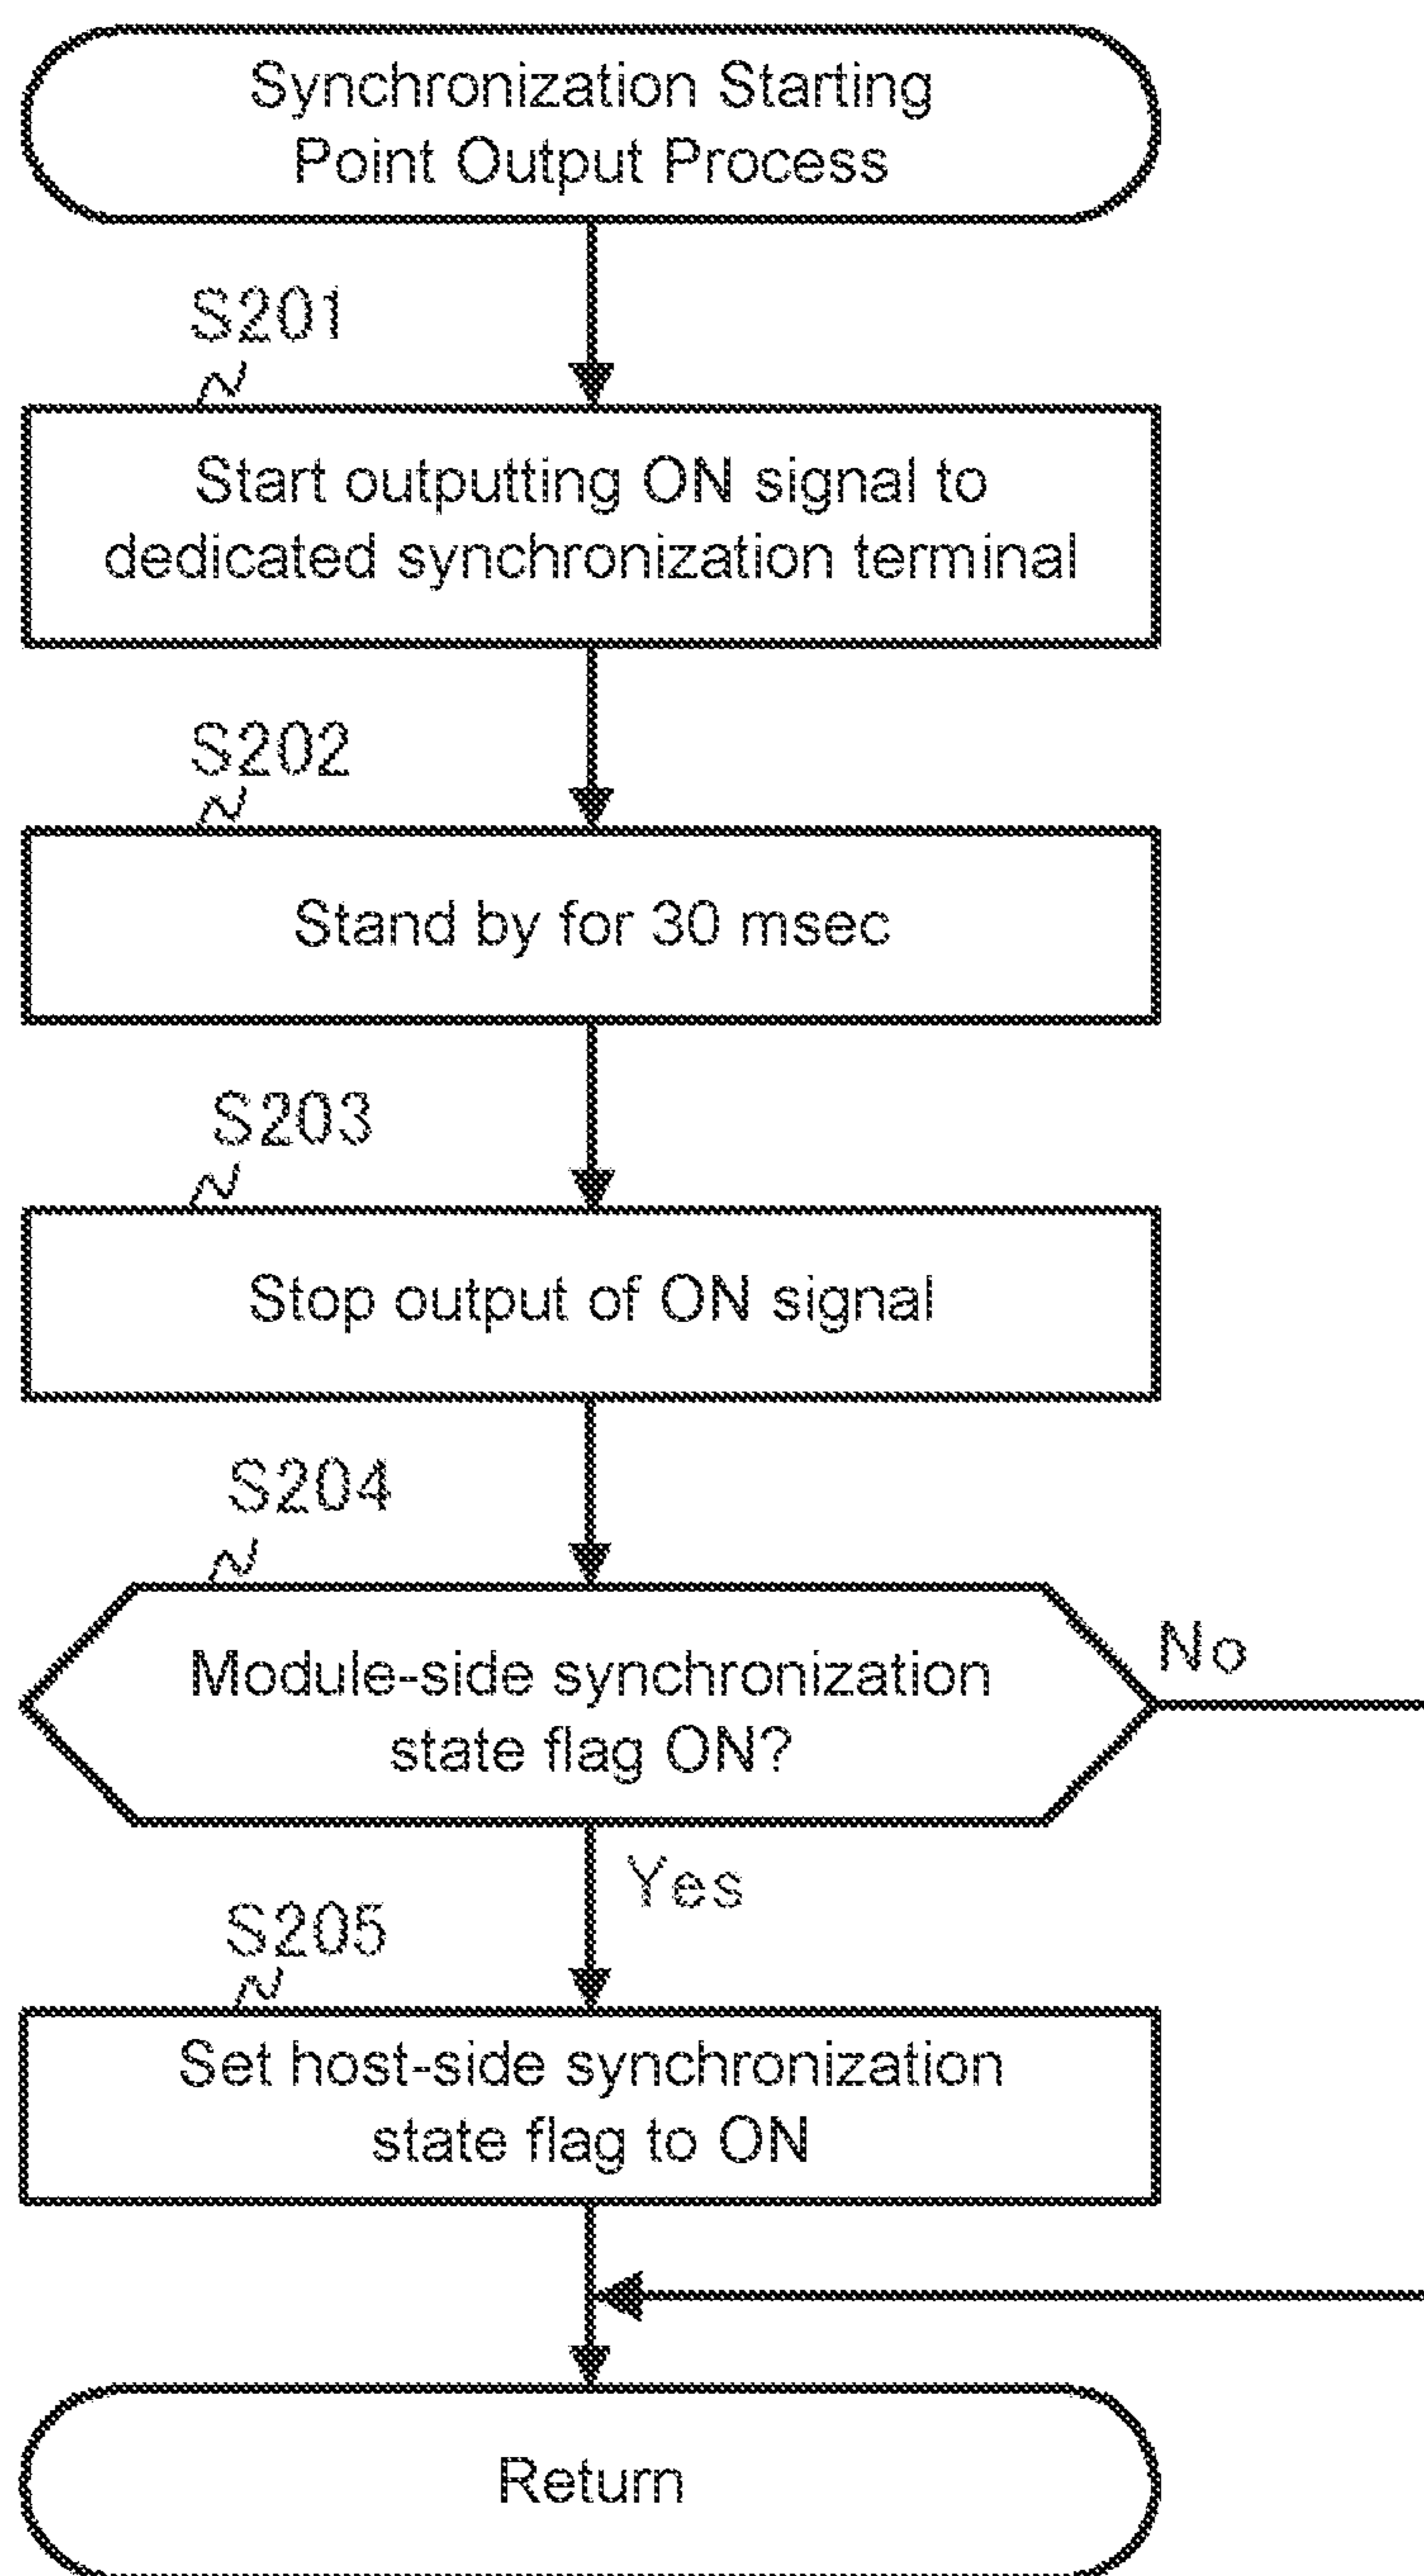 Synchronization Starting
Point Output Process
S201
Start outputting ON signal to
dedicated synchronization terminal
S202
Stand by for 30 msec
S203
Stop output of ON signal
S204
Module-side synchronization
state flag ON?
No
Yes
S205
Set host-side synchronization
state flag to ON
Return